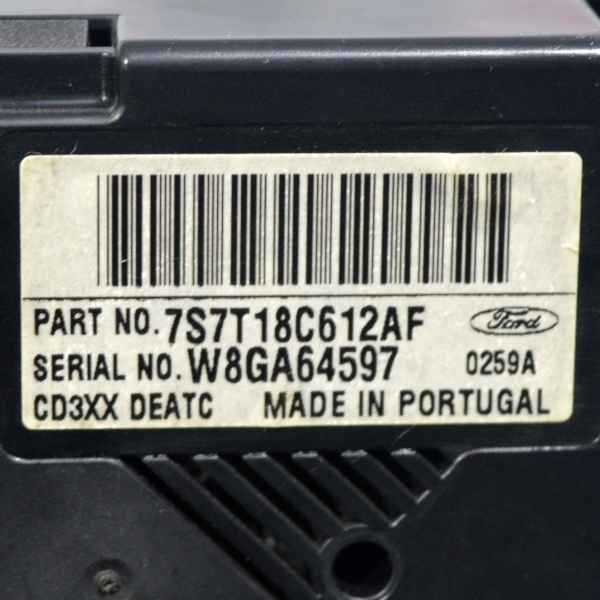 PART NO. 7S7T18C612AF Ford
SERIAL NO. W8GA64597 0259A
CD3XX DEATC MADE IN PORTUGAL